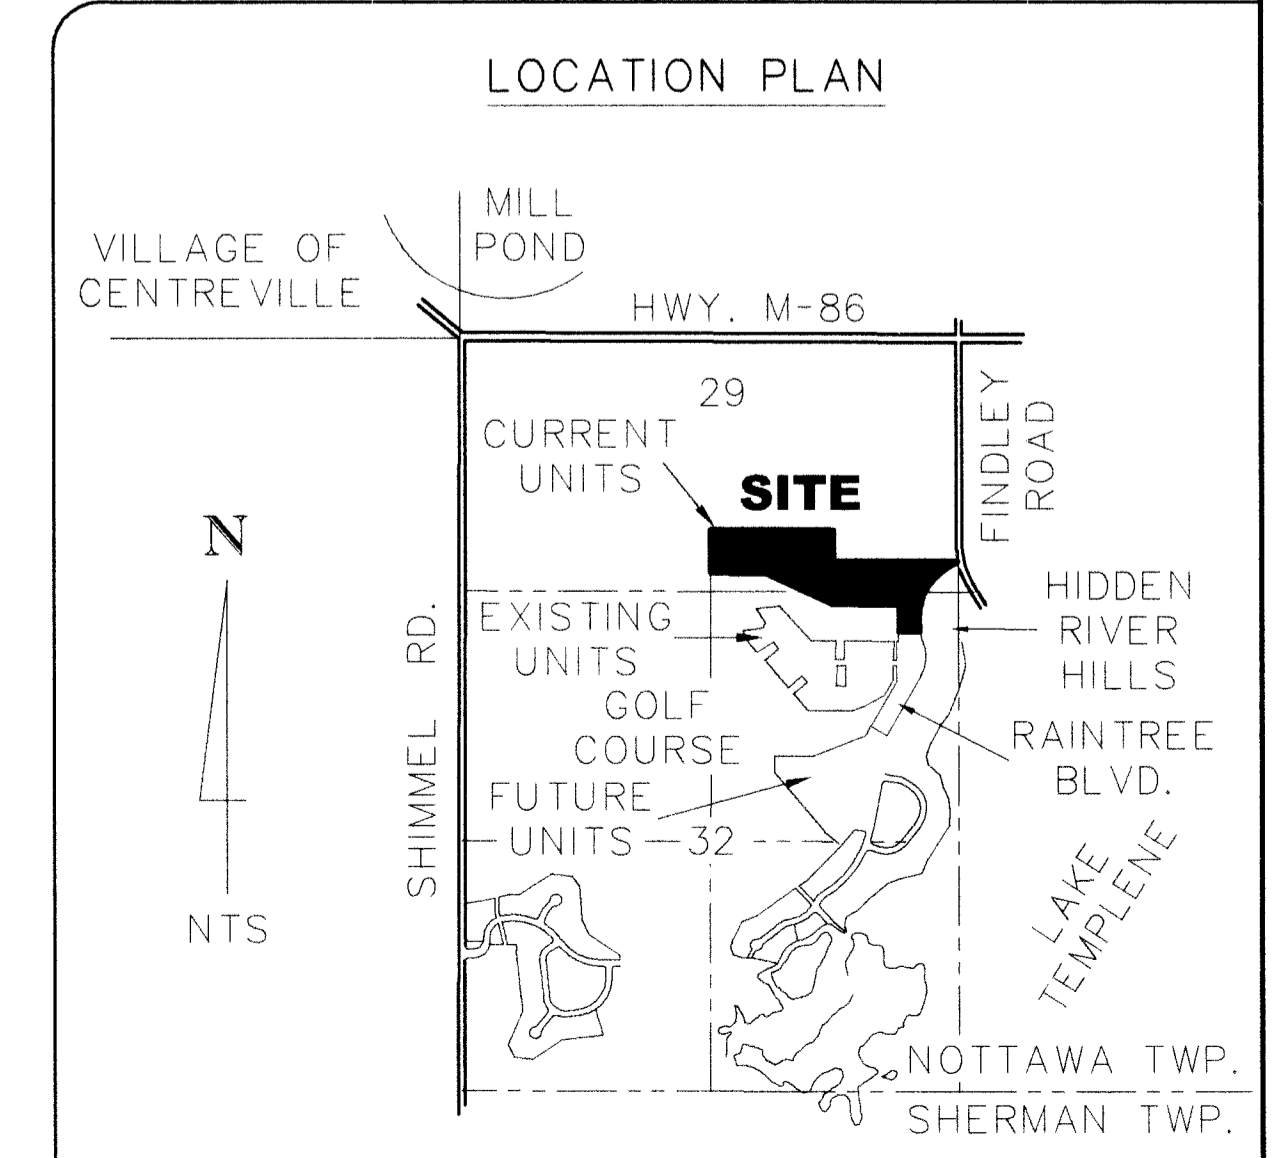 LOCATION PLAN
MILL
POND
VILLAGE OF
CENTREVILLE
HWY. M-86
29
FINDLEY
ROAD
CURRENT
UNITS
SITE
N
NTS
SHIMMEL RD.
EXISTING
UNITS
HIDDEN
RIVER
HILLS
GOLF
COURSE
RAINTREE
BLVD.
FUTURE
UNITS
32
LAKE
TEMPLENE
NOTTAWA TWP.
SHERMAN TWP.